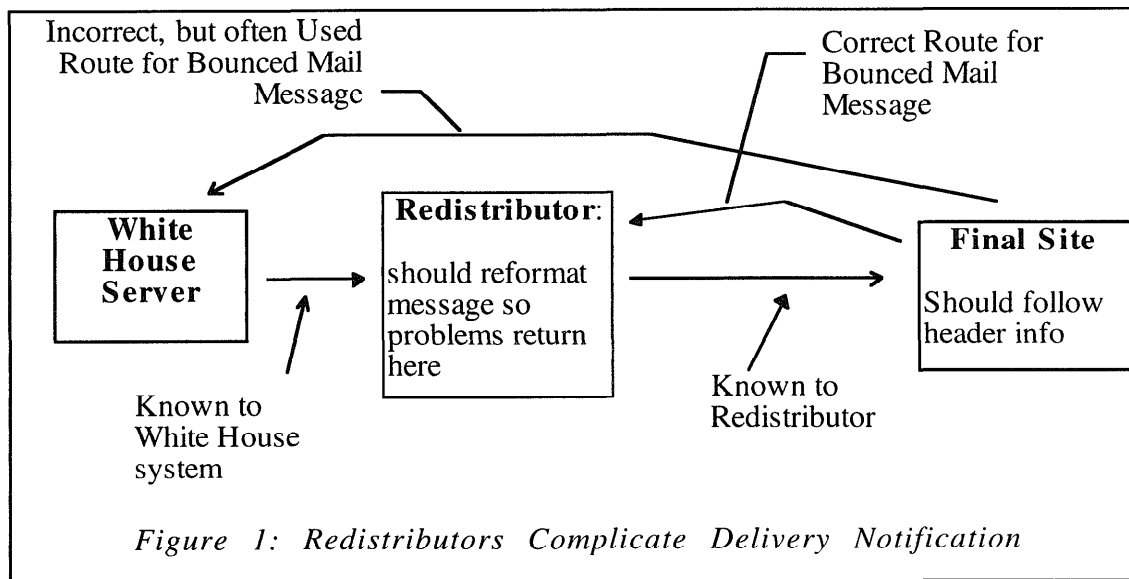 Incorrect, but often Used
Route for Bounced Mail
Message
Correct Route for
Bounced Mail
Message
White
House
Server
Redistributor:
should reformat
message so
problems return
here
Final Site
Should follow
header info
Known to
White House
system
Known to
Redistributor
Figure 1: Redistributors Complicate Delivery Notification